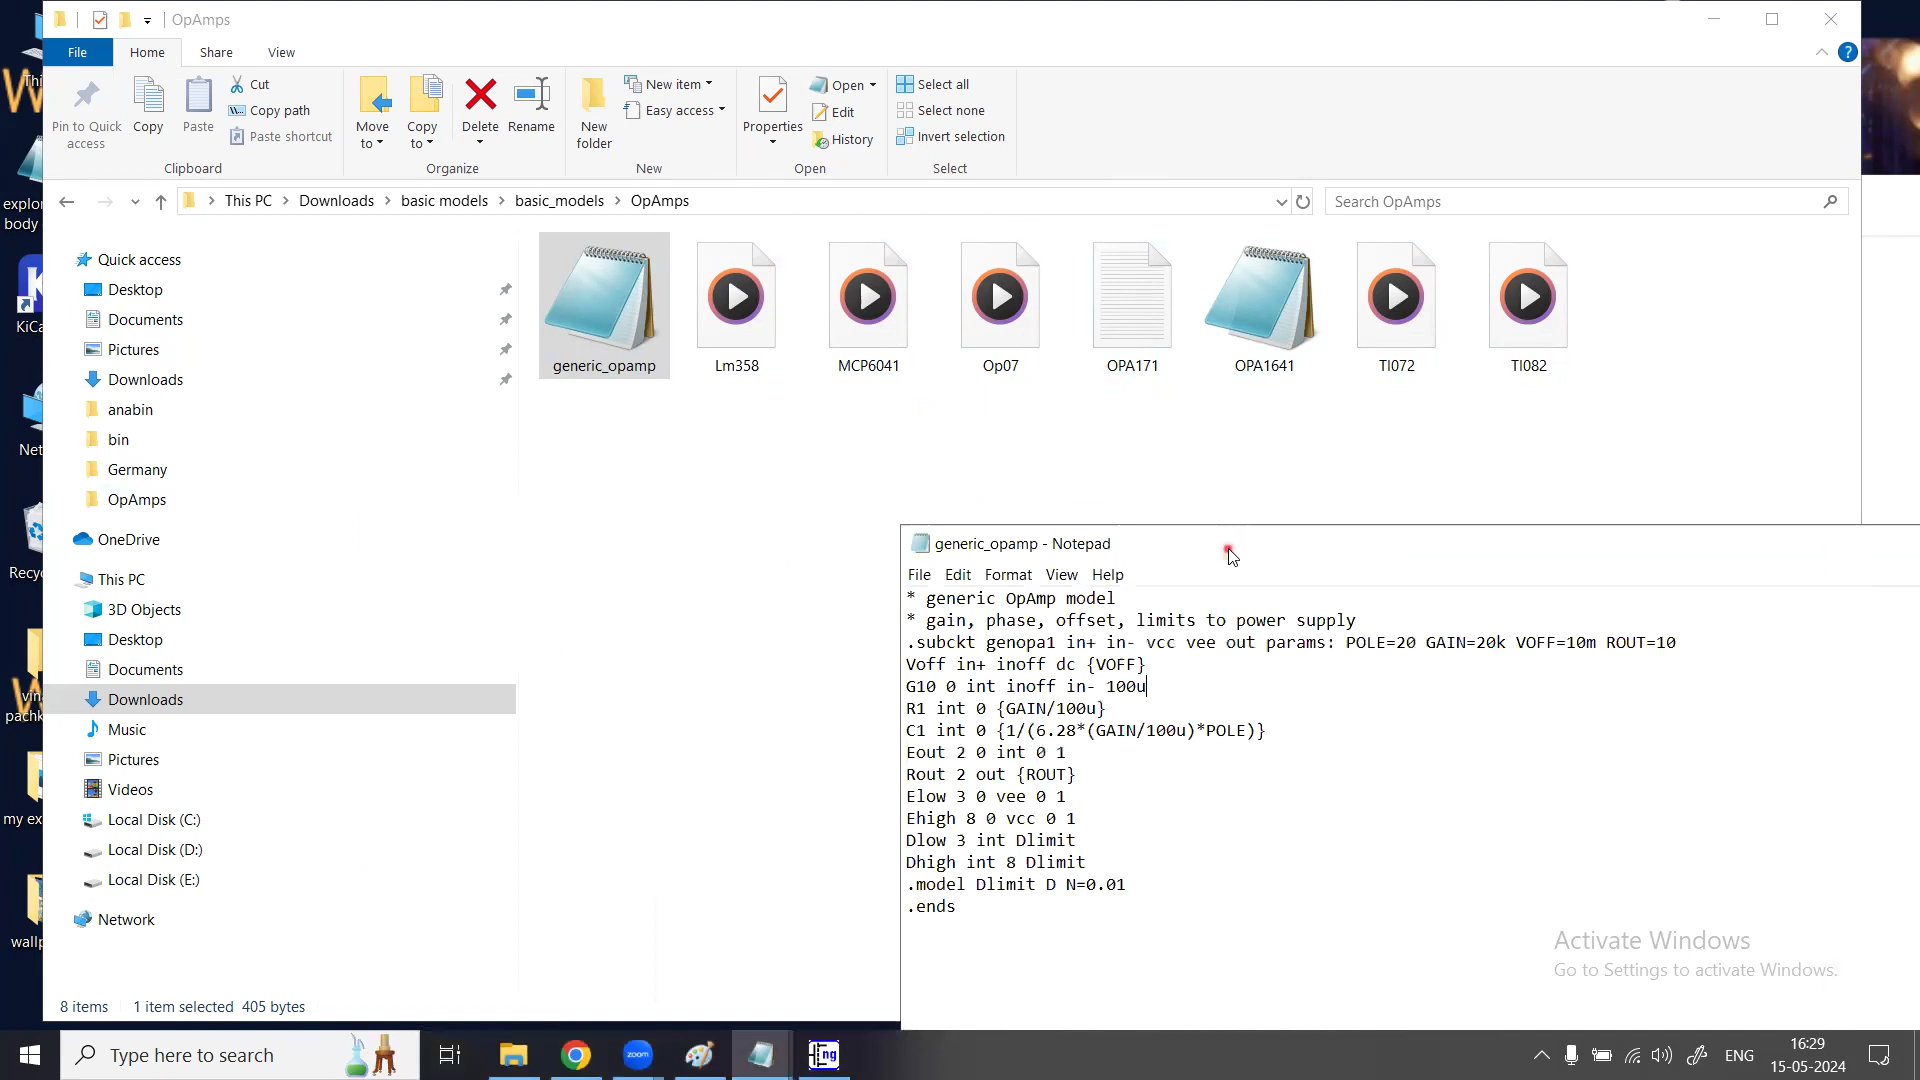 OpAmps
File Home Share View
Pin to Quick access
Copy
Paste
Cut
Copy path
Paste shortcut
Clipboard
Move to
Copy to
Delete
Rename
Organize
New folder
New item
Easy access
New
Properties
Open
Edit
History
Open
Select all
Select none
Invert selection
Select
This PC > Downloads > basic models > basic_models > OpAmps
Search OpAmps
Quick access
Desktop
Documents
Pictures
Downloads
anabin
bin
Germany
OpAmps
OneDrive
This PC
3D Objects
Desktop
Documents
Downloads
Music
Pictures
Videos
Local Disk (C:)
Local Disk (D:)
Local Disk (E:)
Network
generic_opamp
Lm358
MCP6041
Op07
OPA171
OPA1641
Tl072
Tl082
generic_opamp - Notepad
File Edit Format View Help
* generic OpAmp model
* gain, phase, offset, limits to power supply
.subckt genopa1 in+ in- vcc vee out params: POLE=20 GAIN=20k VOFF=10m ROUT=10
Voff in+ inoff dc {VOFF}
G10 0 int inoff in- 100u
R1 int 0 {GAIN/100u}
C1 int 0 {1/(6.28*(GAIN/100u)*POLE)}
Eout 2 0 int 0 1
Rout 2 out {ROUT}
Elow 3 0 vee 0 1
Ehigh 8 0 vcc 0 1
Dlow 3 int Dlimit
Dhigh int 8 Dlimit
.model Dlimit D N=0.01
.ends
Activate Windows
Go to Settings to activate Windows.
8 items 1 item selected 405 bytes
Type here to search
zoom
ng
ENG
16:29
15-05-2024